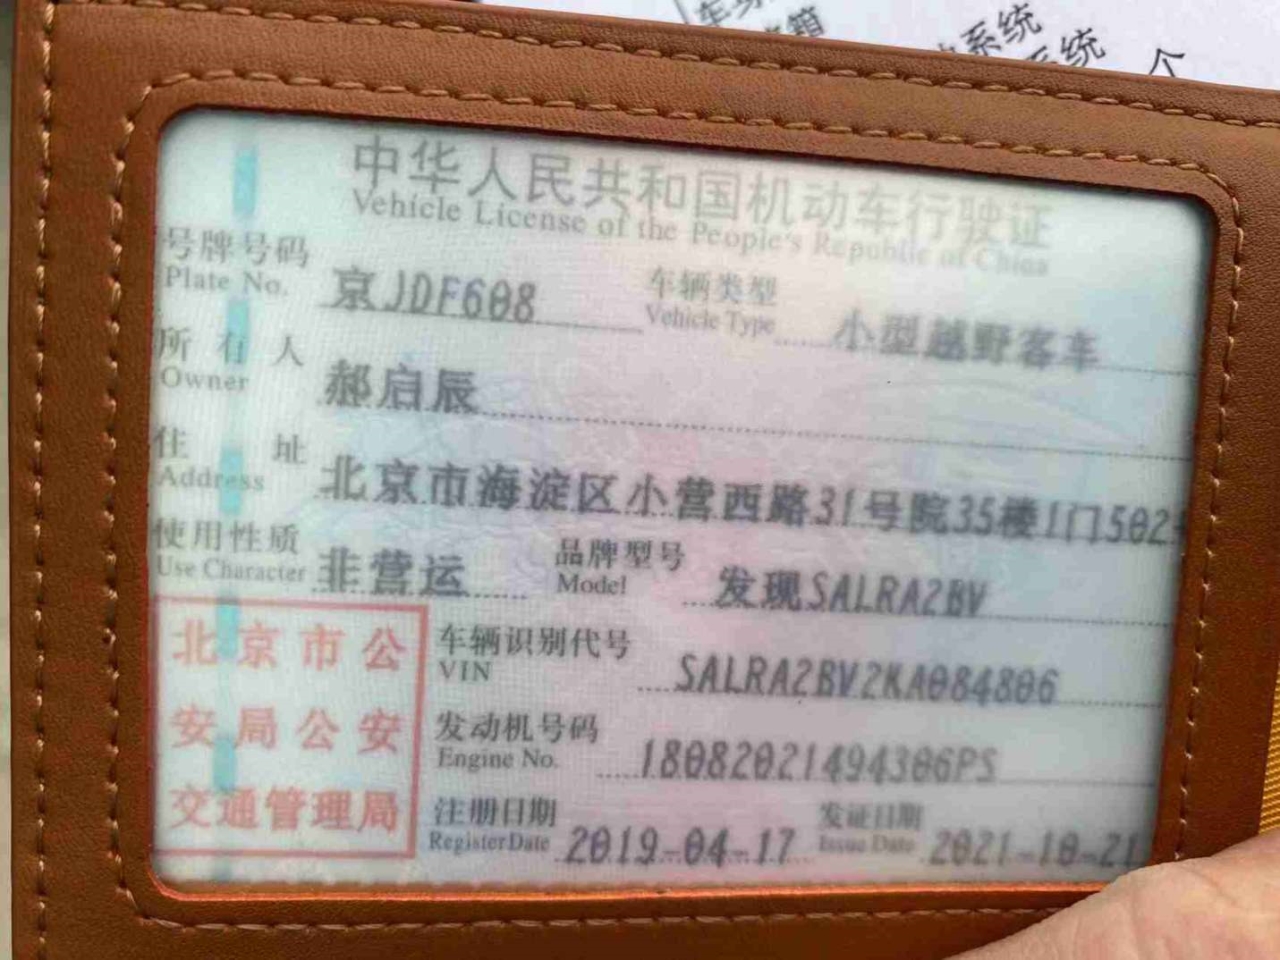 系统
系统 个
中华人民共和国机动车行驶证
Vehicle License of the People's Republic of China
号牌号码 京JDF608 车辆类型 小型越野客车
Plate No. Vehicle Type
所有人 郝启辰
Owner
住址 北京市海淀区小营西路31号院35楼1门502
Address
使用性质 非营运 品牌型号 发现SALRA2BV
Use Character Model
北京市公
安局公安
交通管理局
车辆识别代号 SALRA2BV2KA084806
VIN
发动机号码 18082021494306PS
Engine No.
注册日期 2019-04-17 发证日期 2021-10-21
Register Date Issue Date